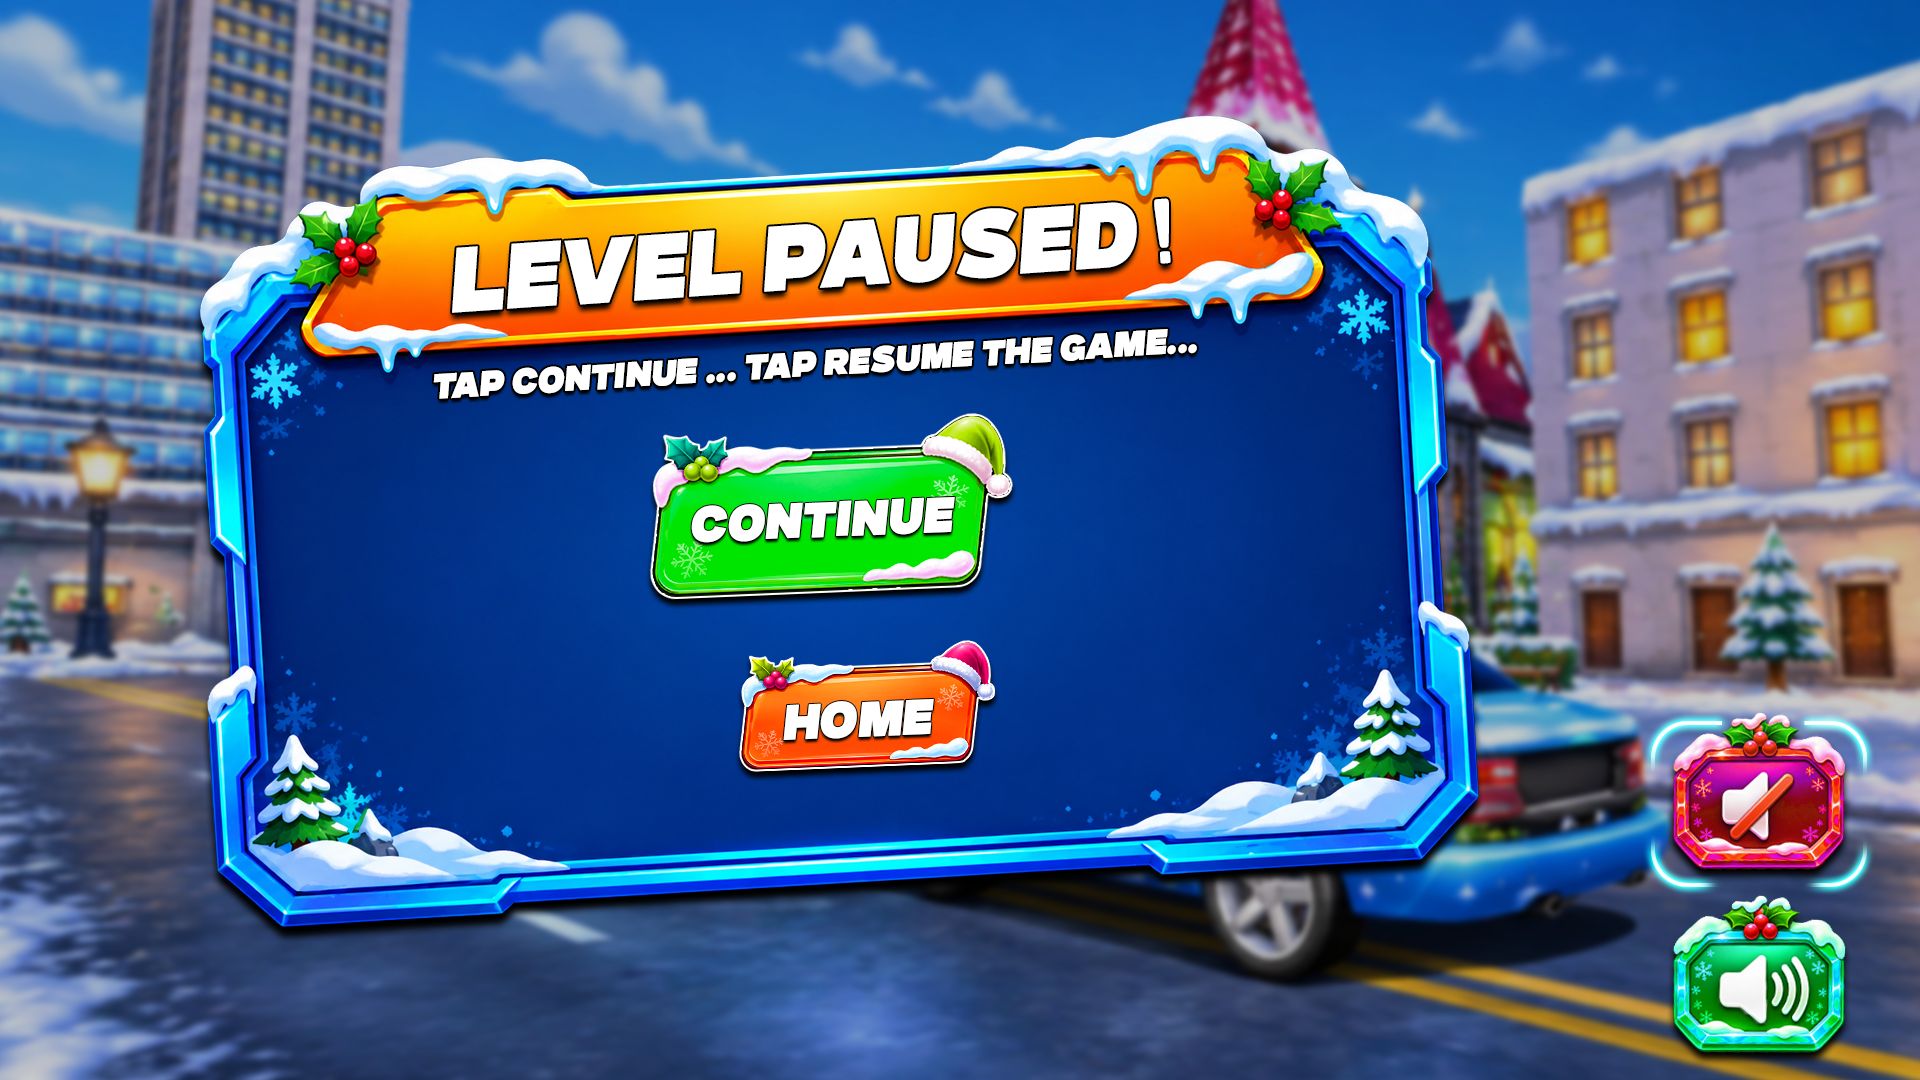 LEVEL PAUSED!
TAP CONTINUE ... TAP RESUME THE GAME...
CONTINUE
HOME